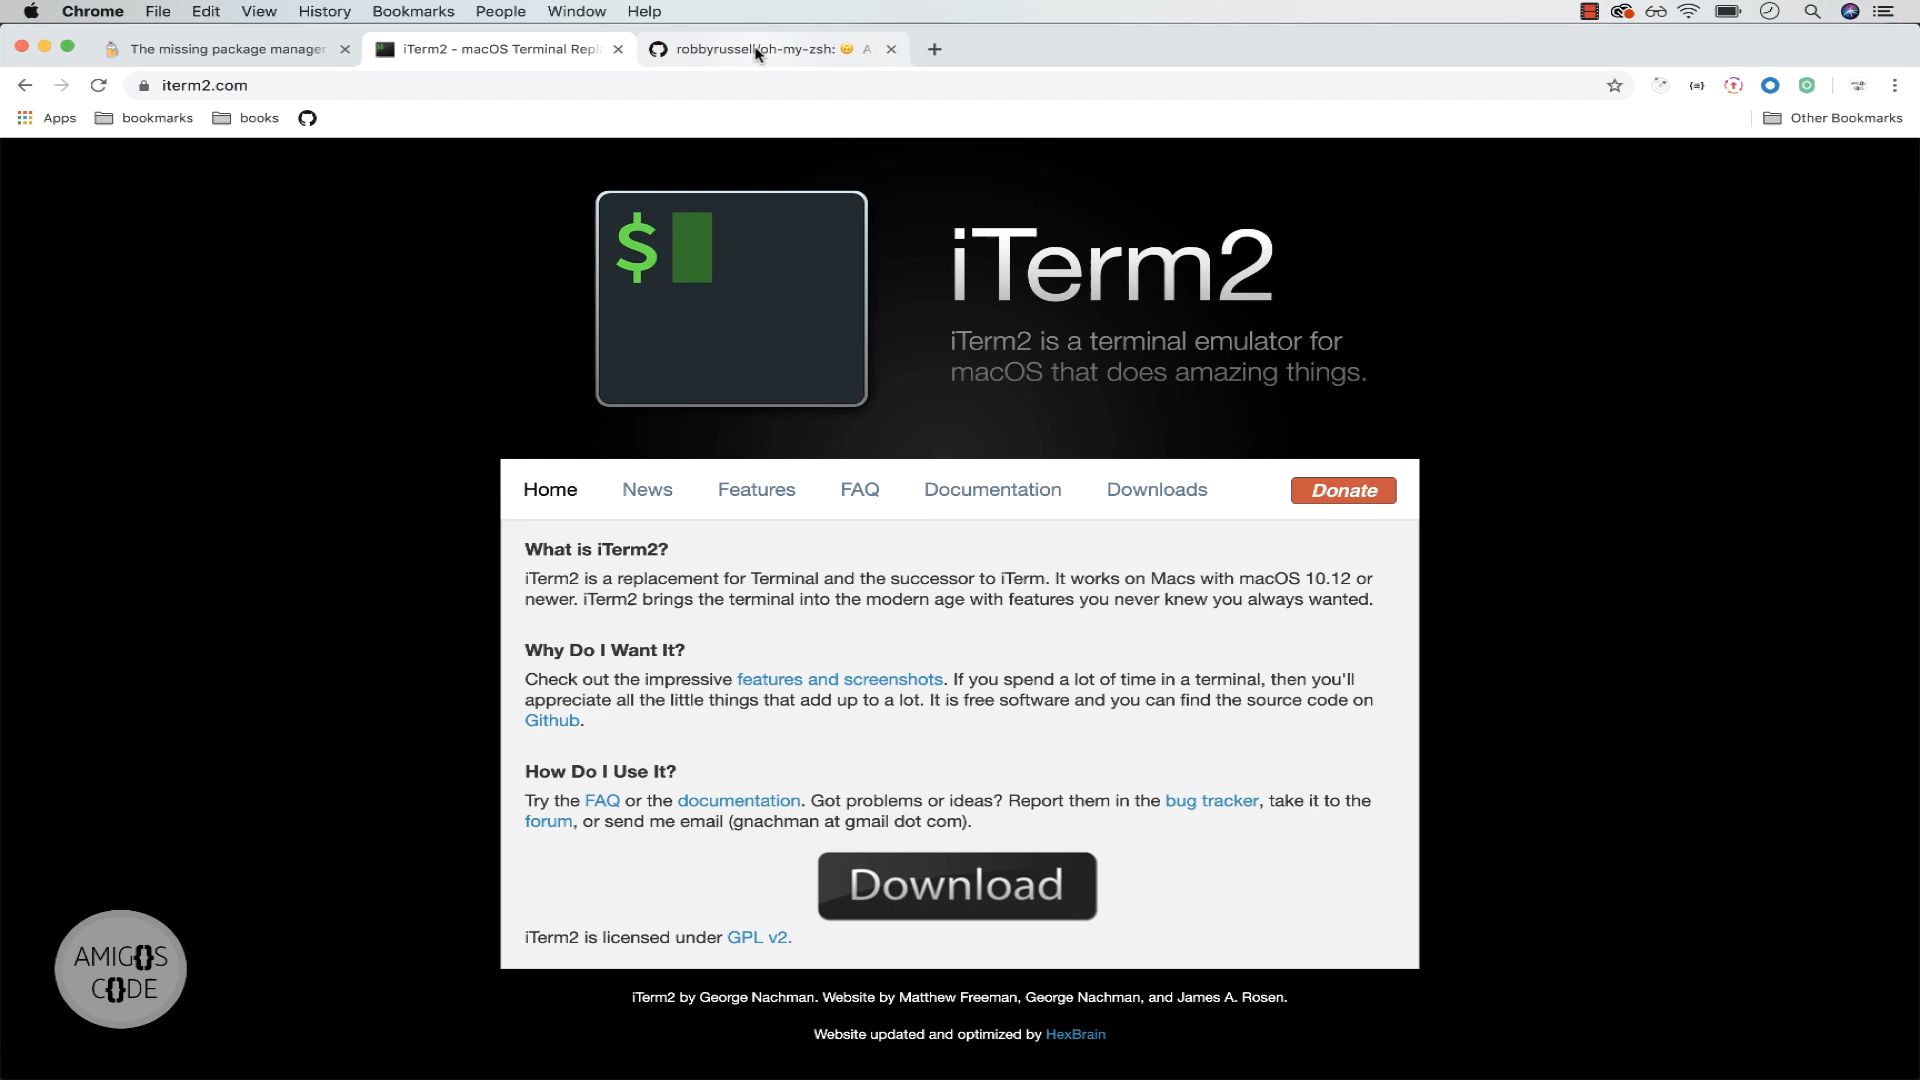 Chrome File Edit View History Bookmarks People Window Help
The missing package manager
iTerm2 - macOS Terminal Repl
robbyrussell/oh-my-zsh: 😑 A
iterm2.com
Apps bookmarks books Other Bookmarks
$
iTerm2
iTerm2 is a terminal emulator for
macOS that does amazing things.
Home News Features FAQ Documentation Downloads Donate
What is iTerm2?
iTerm2 is a replacement for Terminal and the successor to iTerm. It works on Macs with macOS 10.12 or
newer. iTerm2 brings the terminal into the modern age with features you never knew you always wanted.
Why Do I Want It?
Check out the impressive features and screenshots. If you spend a lot of time in a terminal, then you'll
appreciate all the little things that add up to a lot. It is free software and you can find the source code on
Github.
How Do I Use It?
Try the FAQ or the documentation. Got problems or ideas? Report them in the bug tracker, take it to the
forum, or send me email (gnachman at gmail dot com).
Download
iTerm2 is licensed under GPL v2.
iTerm2 by George Nachman. Website by Matthew Freeman, George Nachman, and James A. Rosen.
Website updated and optimized by HexBrain
AMIG{}S
C{}DE